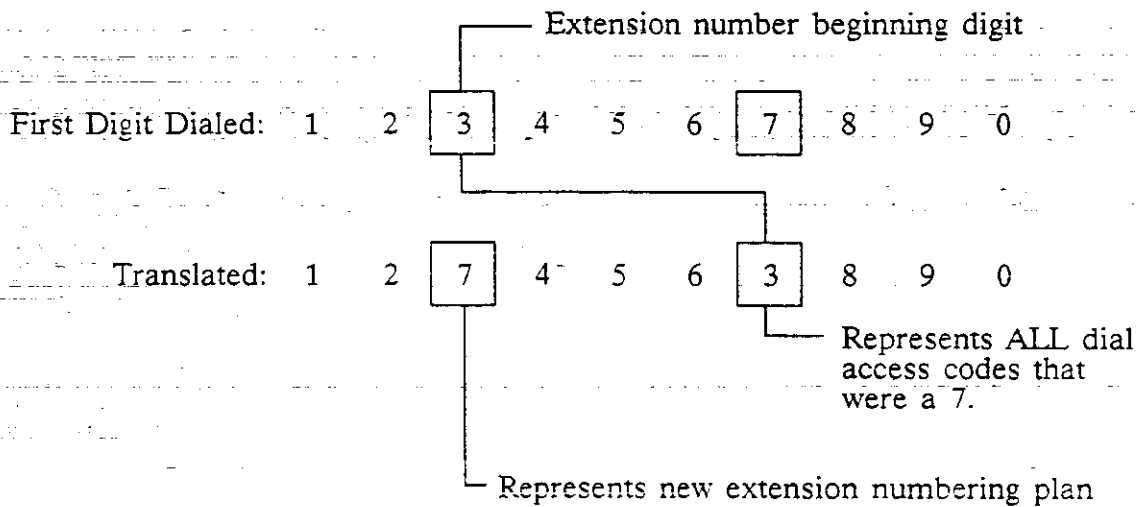 Extension number beginning digit
First Digit Dialed: 1 2 3 4 5 6 7 8 9 0
Translated: 1 2 7 4 5 6 3 8 9 0
Represents ALL dial
access codes that
were a 7.
Represents new extension numbering plan